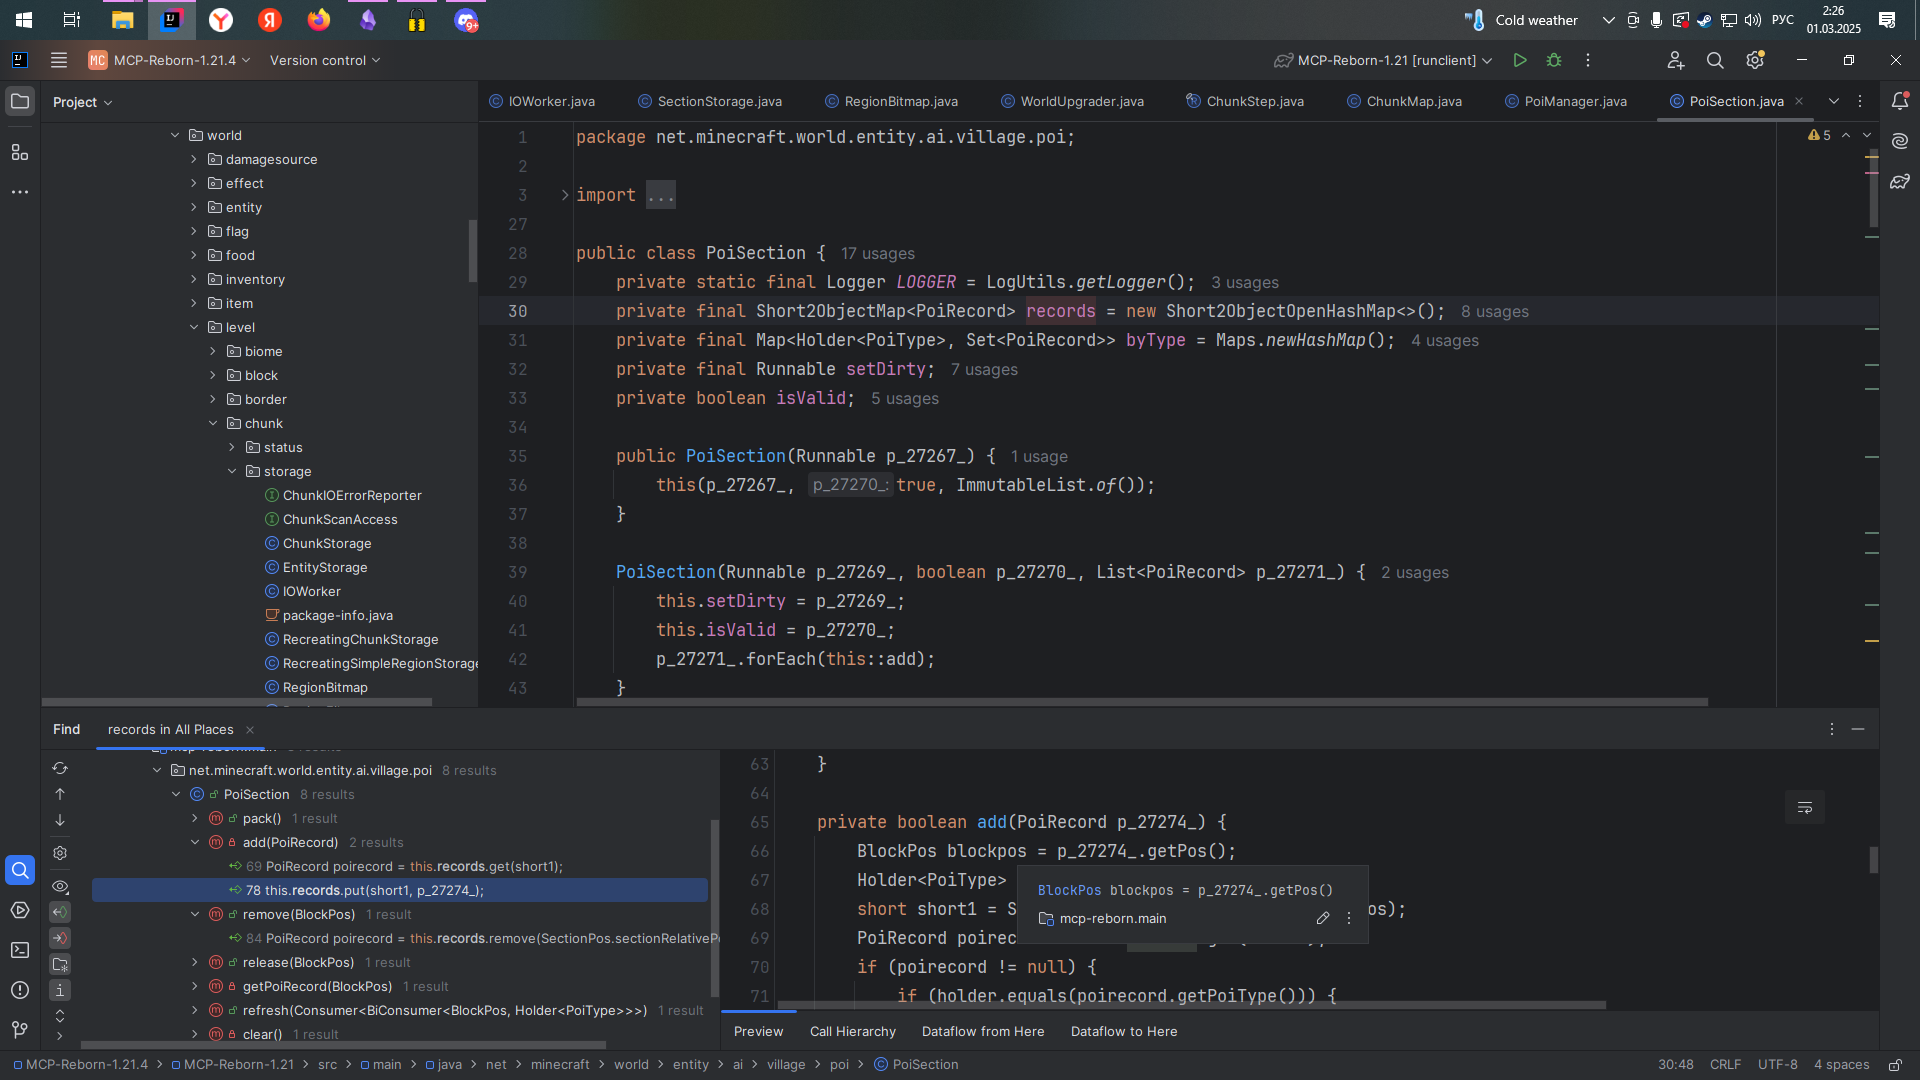 Cold weather
РУС
2:26
01.03.2025
9+
MC
MCP-Reborn-1.21.4
Version control
MCP-Reborn-1.21 [runclient]
Project
IOWorker.java
SectionStorage.java
RegionBitmap.java
WorldUpgrader.java
ChunkStep.java
ChunkMap.java
PoiManager.java
PoiSection.java
world
damagesource
effect
entity
flag
food
inventory
item
level
biome
block
border
chunk
status
storage
ChunkIOErrorReporter
ChunkScanAccess
ChunkStorage
EntityStorage
IOWorker
package-info.java
RecreatingChunkStorage
RecreatingSimpleRegionStorage
RegionBitmap
5
1 package net.minecraft.world.entity.ai.village.poi;
2
3 import ...
27
28 public class PoiSection { 17 usages
29 private static final Logger LOGGER = LogUtils.getLogger(); 3 usages
30 private final Short2ObjectMap<PoiRecord> records = new Short2ObjectOpenHashMap<>(); 8 usages
31 private final Map<Holder<PoiType>, Set<PoiRecord>> byType = Maps.newHashMap(); 4 usages
32 private final Runnable setDirty; 7 usages
33 private boolean isValid; 5 usages
34
35 public PoiSection(Runnable p_27267_) { 1 usage
36 this(p_27267_, p_27270_: true, ImmutableList.of());
37 }
38
39 PoiSection(Runnable p_27269_, boolean p_27270_, List<PoiRecord> p_27271_) { 2 usages
40 this.setDirty = p_27269_;
41 this.isValid = p_27270_;
42 p_27271_.forEach(this::add);
43 }
Find
records in All Places
net.minecraft.world.entity.ai.village.poi 8 results
PoiSection 8 results
pack() 1 result
add(PoiRecord) 2 results
69 PoiRecord poirecord = this.records.get(short1);
78 this.records.put(short1, p_27274_);
remove(BlockPos) 1 result
84 PoiRecord poirecord = this.records.remove(SectionPos.sectionRelativePo
release(BlockPos) 1 result
getPoiRecord(BlockPos) 1 result
refresh(Consumer<BiConsumer<BlockPos, Holder<PoiType>>>) 1 result
clear() 1 result
63 }
64
65 private boolean add(PoiRecord p_27274_) {
66 BlockPos blockpos = p_27274_.getPos();
67 Holder<PoiType>
68 short short1 = S os);
69 PoiRecord poirec
70 if (poirecord != null) {
71 if (holder.equals(poirecord.getPoiType())) {
BlockPos blockpos = p_27274_.getPos()
mcp-reborn.main
Preview
Call Hierarchy
Dataflow from Here
Dataflow to Here
MCP-Reborn-1.21.4 > MCP-Reborn-1.21 > src > main > java > net > minecraft > world > entity > ai > village > poi > PoiSection
30:48
CRLF
UTF-8
4 spaces